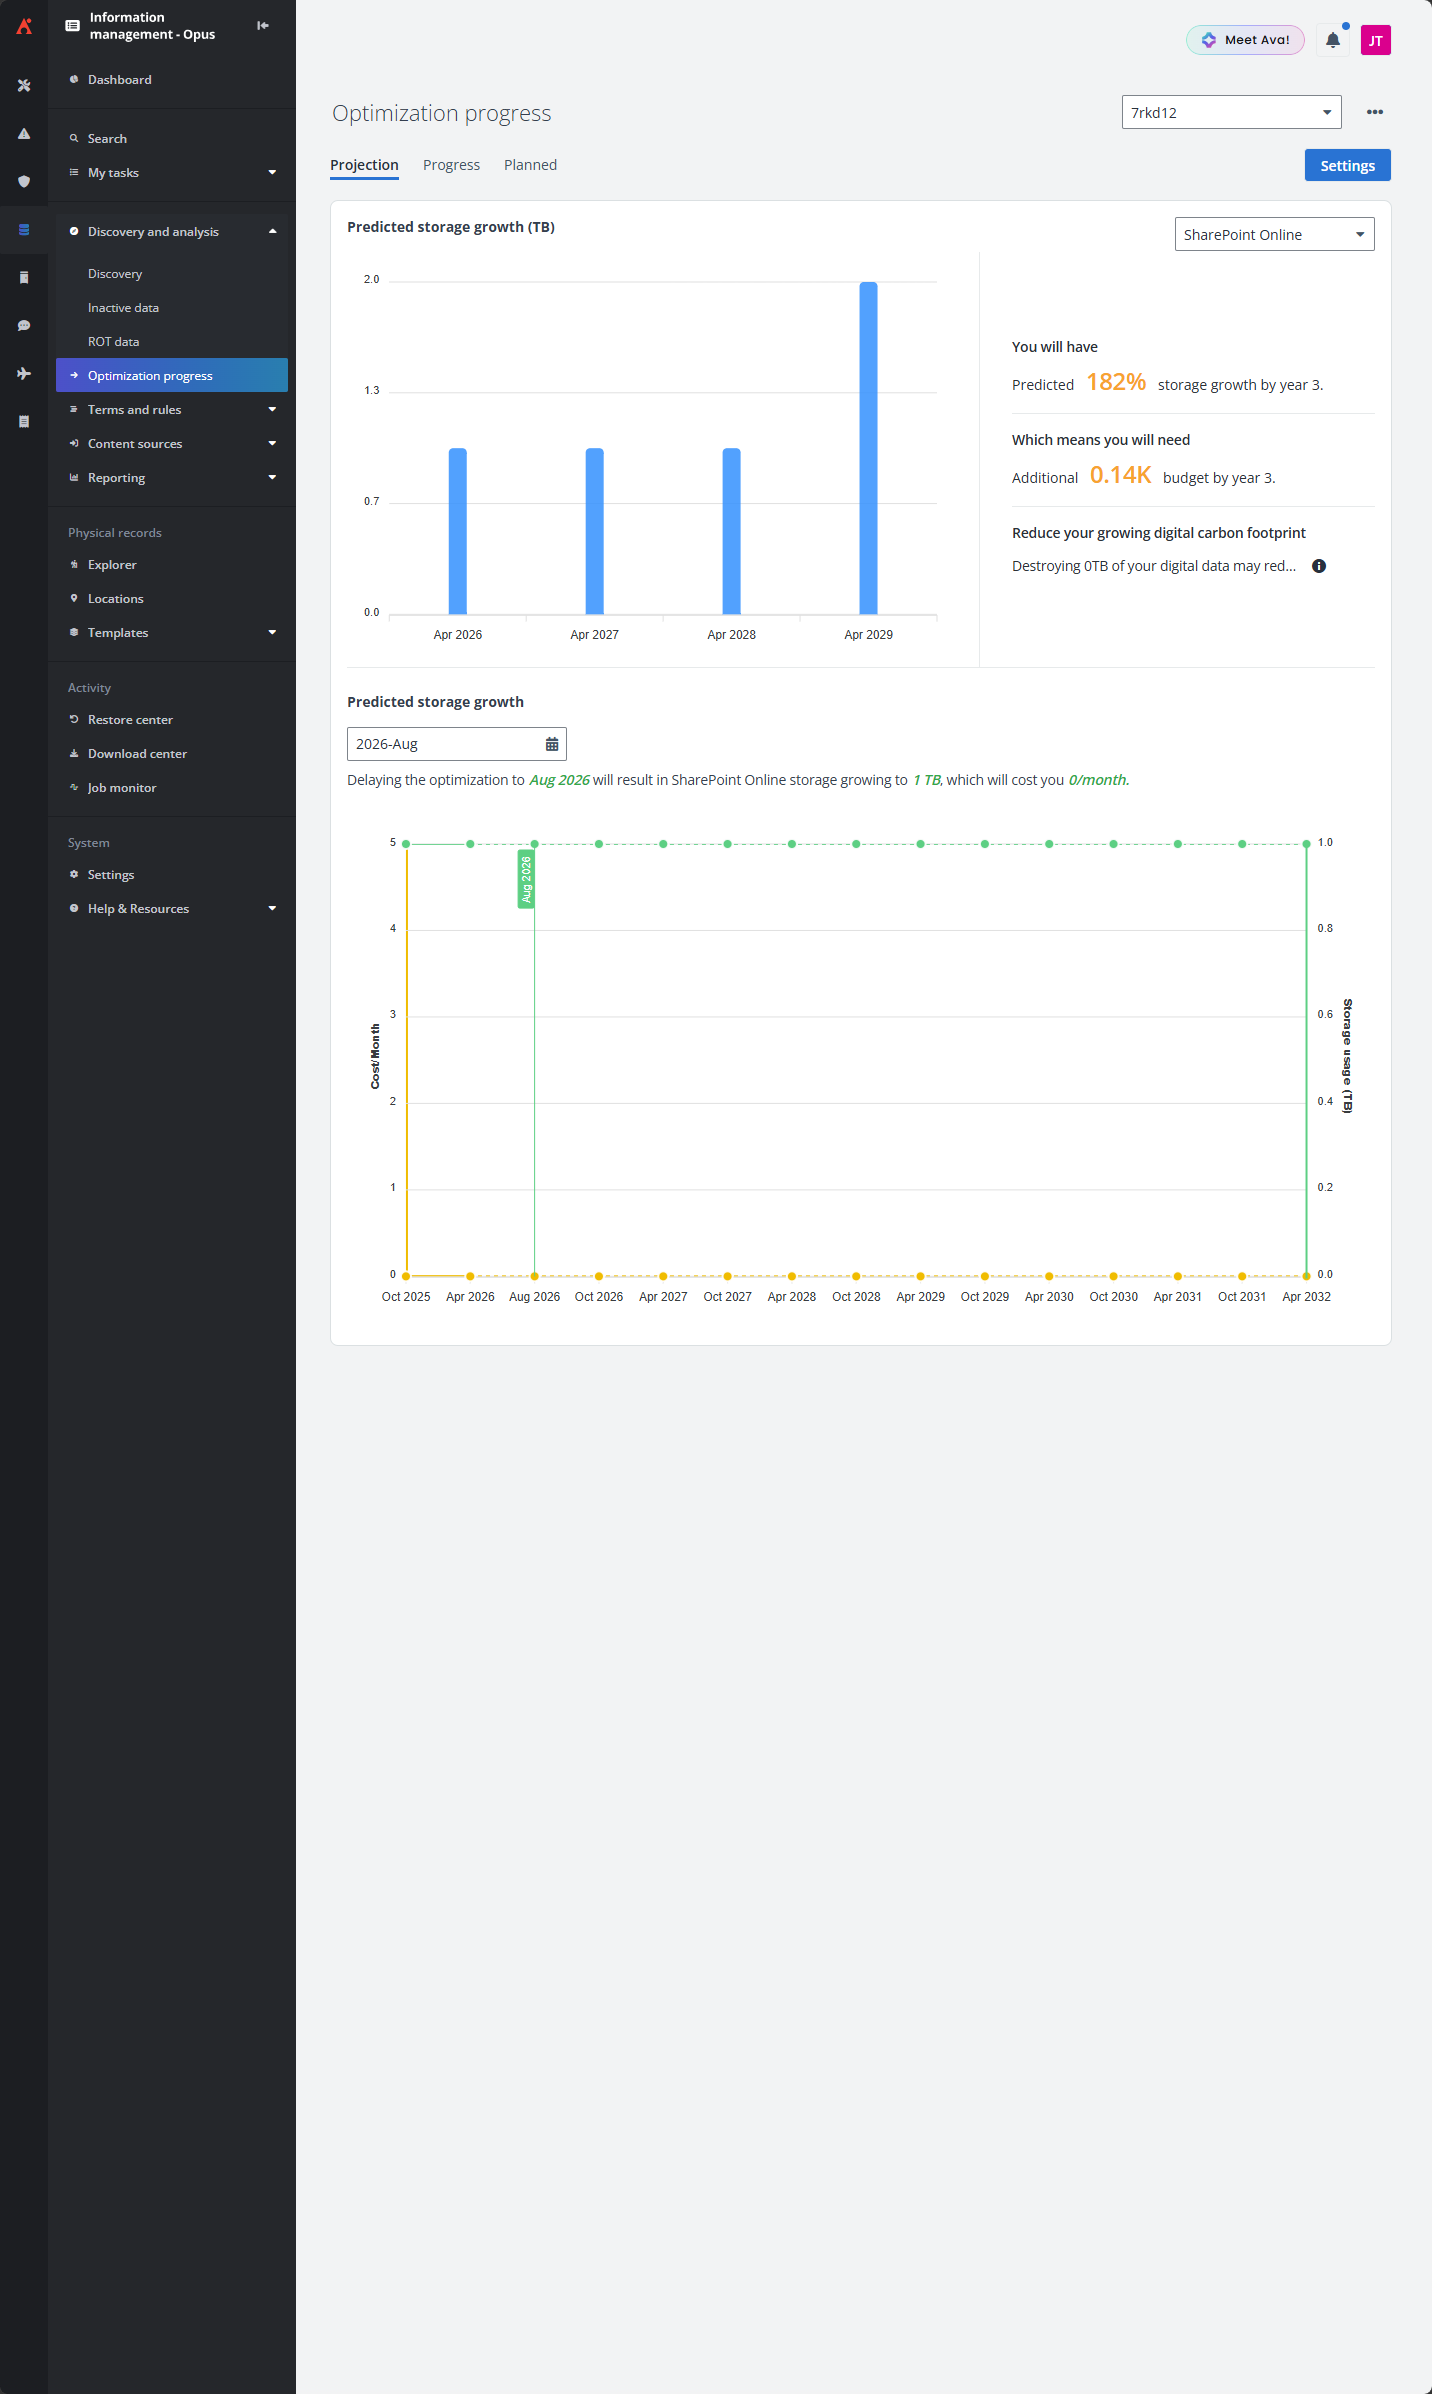 Information
management - Opus
Dashboard
Search
My tasks
Discovery and analysis
Discovery
Inactive data
ROT data
Optimization progress
Terms and rules
Content sources
Reporting
Physical records
Explorer
Locations
Templates
Activity
Restore center
Download center
Job monitor
System
Settings
Help & Resources
Meet Ava!
JT
Optimization progress
7rkd12
Projection
Progress
Planned
Settings
Predicted storage growth (TB)
SharePoint Online
2.0
1.3
0.7
0.0
Apr 2026
Apr 2027
Apr 2028
Apr 2029
You will have
Predicted 182% storage growth by year 3.
Which means you will need
Additional 0.14K budget by year 3.
Reduce your growing digital carbon footprint
Destroying 0TB of your digital data may red...
Predicted storage growth
2026-Aug
Delaying the optimization to Aug 2026 will result in SharePoint Online storage growing to 1 TB, which will cost you 0/month.
5
4
3
2
1
0
Cost/Month
Aug 2026
1.0
0.8
0.6
0.4
0.2
0.0
Storage usage (TB)
Oct 2025
Apr 2026
Aug 2026
Oct 2026
Apr 2027
Oct 2027
Apr 2028
Oct 2028
Apr 2029
Oct 2029
Apr 2030
Oct 2030
Apr 2031
Oct 2031
Apr 2032